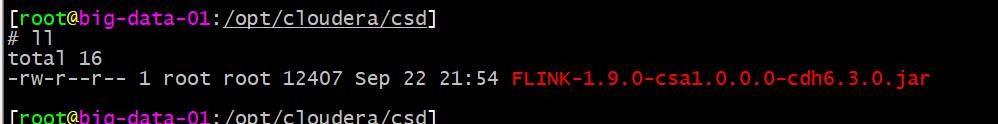 [root@big-data-01:/opt/cloudera/csd]
# ll
total 16
-rw-r--r-- 1 root root 12407 Sep 22 21:54 FLINK-1.9.0-csa1.0.0.0-cdh6.3.0.jar
[root@big-data-01:/opt/cloudera/csd]